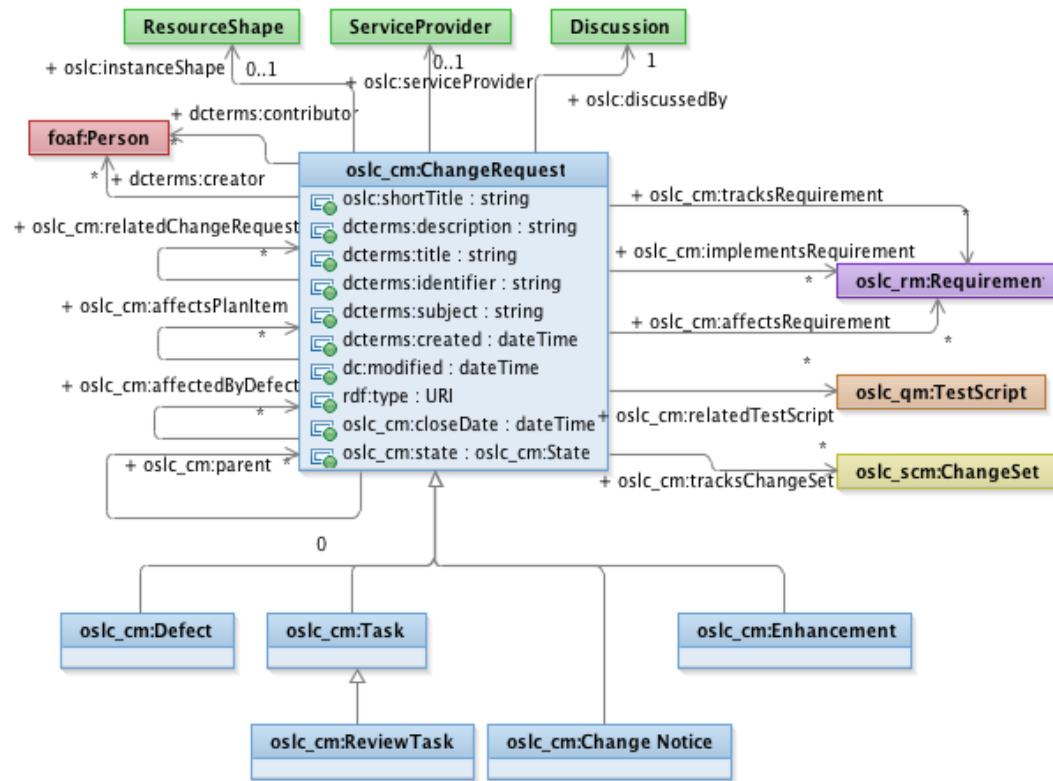 ResourceShape
ServiceProvider
Discussion
+ oslc:instanceShape
0..1
0..1
+ oslc:serviceProvider
1
+ oslc:discussedBy
+ dcterms:contributor
*
foaf:Person
* + dcterms:creator
oslc_cm:ChangeRequest
oslc:shortTitle : string
dcterms:description : string
dcterms:title : string
dcterms:identifier : string
dcterms:subject : string
dcterms:created : dateTime
dc:modified : dateTime
rdf:type : URI
oslc_cm:closeDate : dateTime
oslc_cm:state : oslc_cm:State
+ oslc_cm:relatedChangeRequest
*
+ oslc_cm:affectsPlanItem
*
+ oslc_cm:affectedByDefect
*
+ oslc_cm:parent *
0
+ oslc_cm:tracksRequirement
*
+ oslc_cm:implementsRequirement
*
oslc_rm:Requirement
+ oslc_cm:affectsRequirement
*
*
oslc_qm:TestScript
+ oslc_cm:relatedTestScript
*
oslc_scm:ChangeSet
+ oslc_cm:tracksChangeSet
oslc_cm:Defect
oslc_cm:Task
oslc_cm:Enhancement
oslc_cm:ReviewTask
oslc_cm:Change Notice